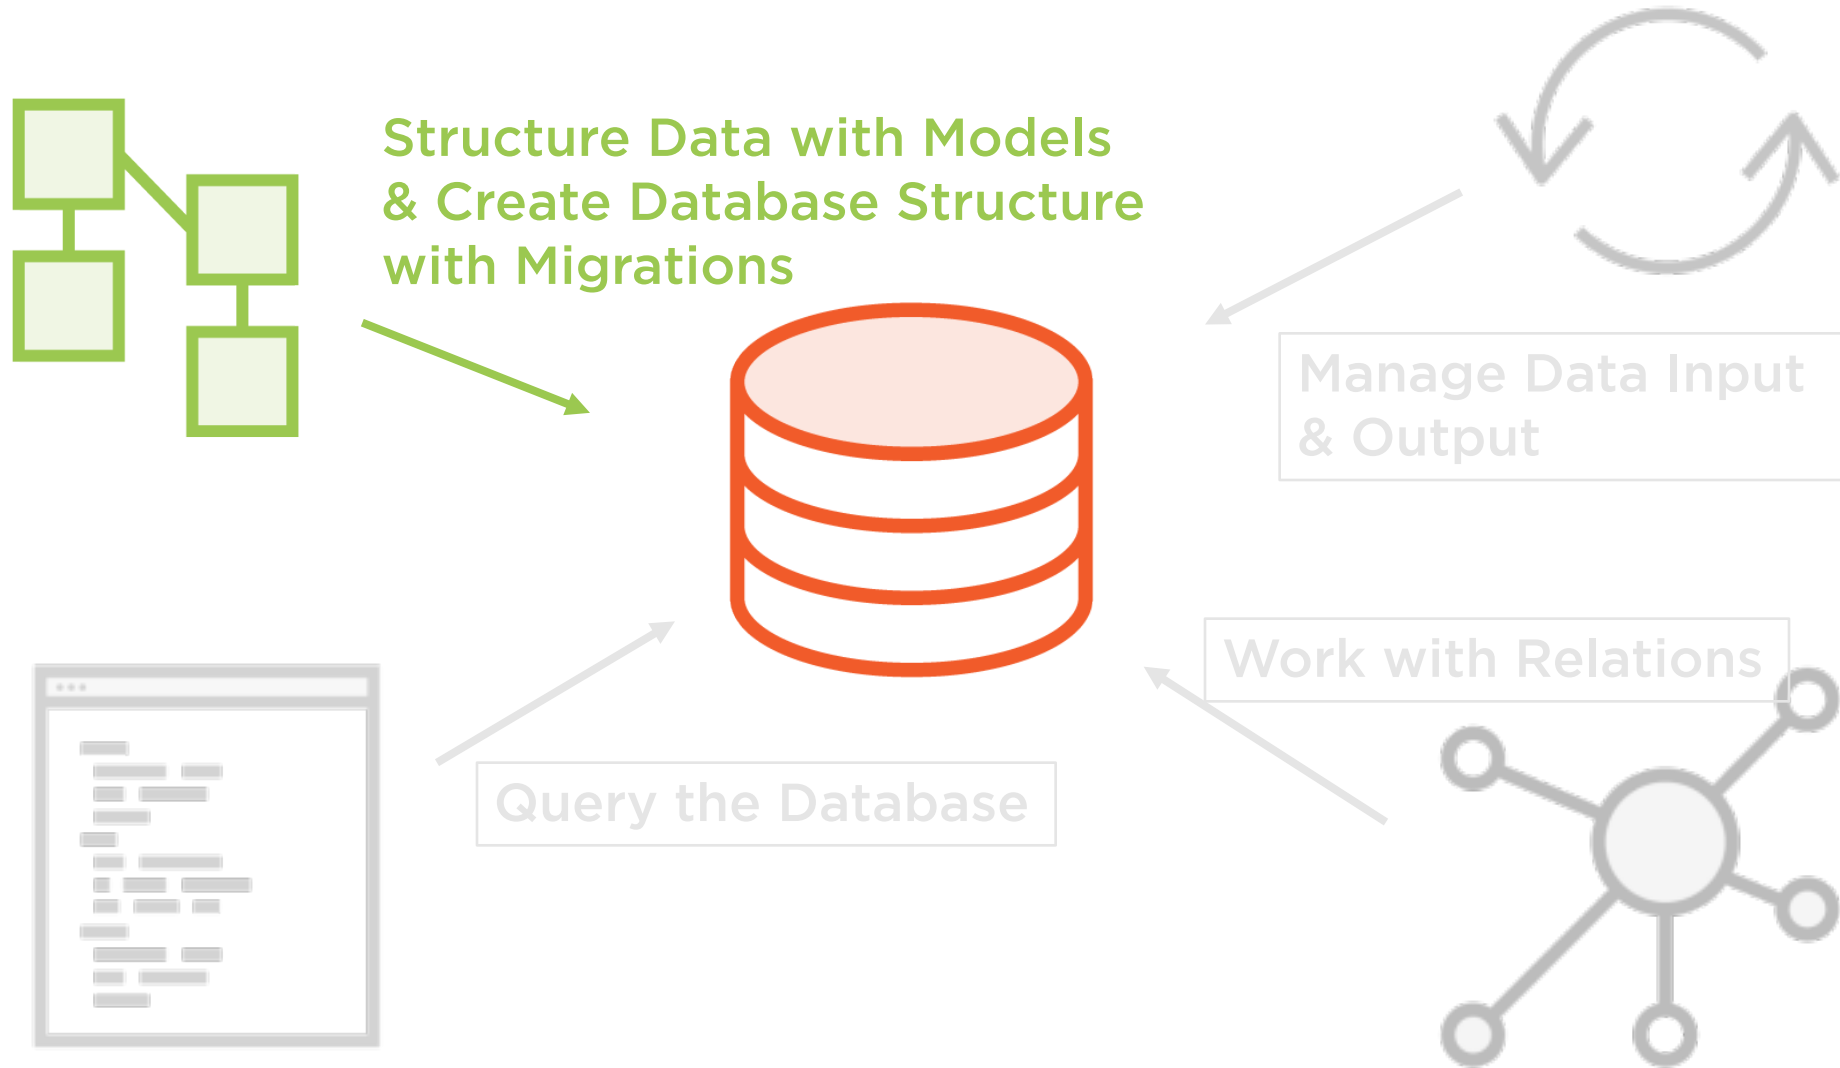 Structure Data with Models
& Create Database Structure
with Migrations
Manage Data Input
& Output
Work with Relations
Query the Database